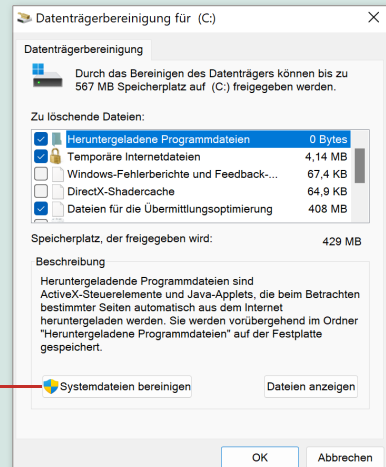 Datenträgerbereinigung für (C:)
Datenträgerbereinigung
Durch das Bereinigen des Datenträgers können bis zu
567 MB Speicherplatz auf (C:) freigegeben werden.
Zu löschende Dateien:
Heruntergeladene Programmdateien 0 Bytes
Temporäre Internetdateien 4,14 MB
Windows-Fehlerberichte und Feedback-... 67,4 KB
DirectX-Shadercache 64,9 KB
Dateien für die Übermittlungsoptimierung 408 MB
Speicherplatz, der freigegeben wird: 429 MB
Beschreibung
Heruntergeladende Programmdateien sind
ActiveX-Steuerelemente und Java-Applets, die beim Betrachten
bestimmter Seiten automatisch aus dem Internet
heruntergeladen werden. Sie werden vorübergehend im Ordner
"Heruntergeladene Programmdateien" auf der Festplatte
gespeichert.
Systemdateien bereinigen Dateien anzeigen
OK Abbrechen